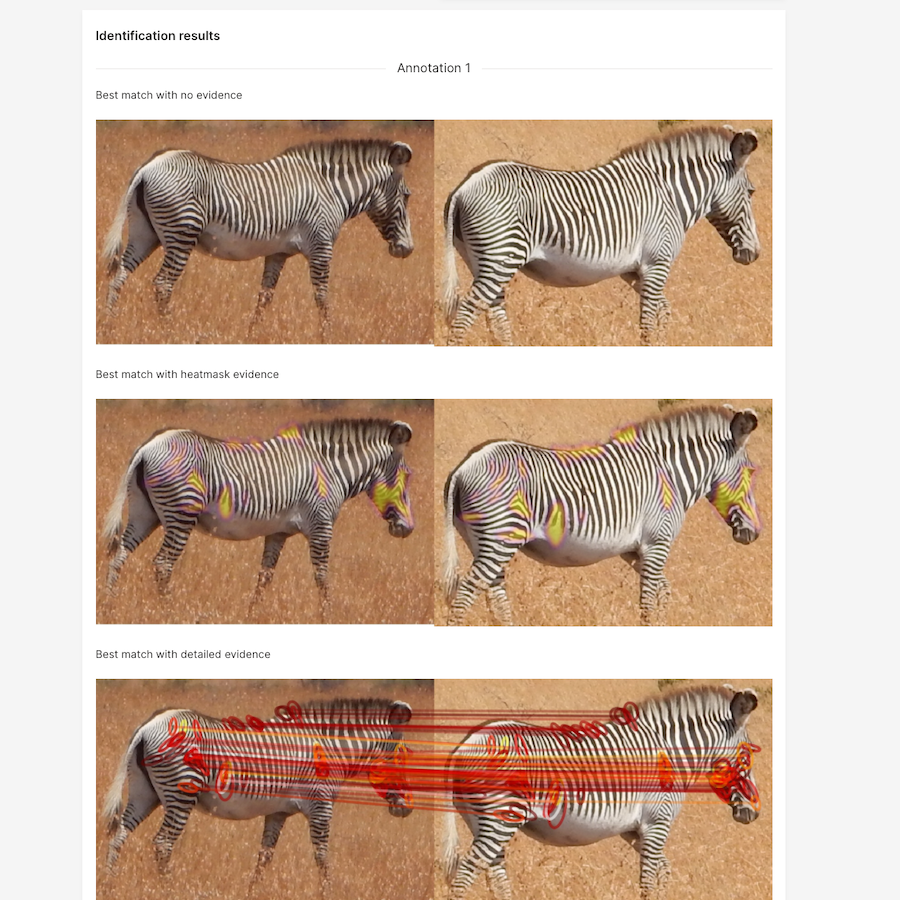 Identification results
Annotation 1
Best match with no evidence
Best match with heatmask evidence
Best match with detailed evidence